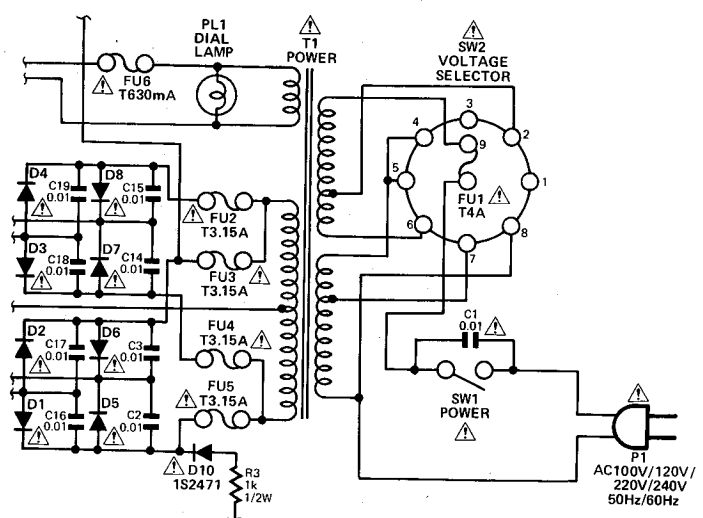 PL1
DIAL
LAMP
T1
POWER
SW2
VOLTAGE
SELECTOR
FU6
T630mA
3
4
2
9
5
1
FU1
T4A
6
8
7
D4
C19
0.01
D8
C15
0.01
FU2
T3.15A
D3
C18
0.01
D7
C14
0.01
FU3
T3.15A
FU4
T3.15A
C1
0.01
D2
C17
0.01
D6
C3
0.01
FU5
T3.15A
SW1
POWER
D1
C16
0.01
D5
C2
0.01
D10
1S2471
R3
1k
1/2W
P1
AC100V/120V/
220V/240V
50Hz/60Hz